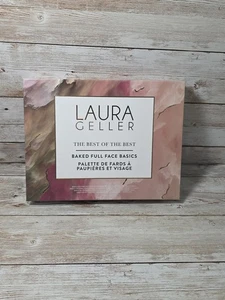 LAURA
GELLER
THE BEST OF THE BEST
BAKED FULL FACE BASICS
PALETTE DE FARDS À
PAUPIÈRES ET VISAGE